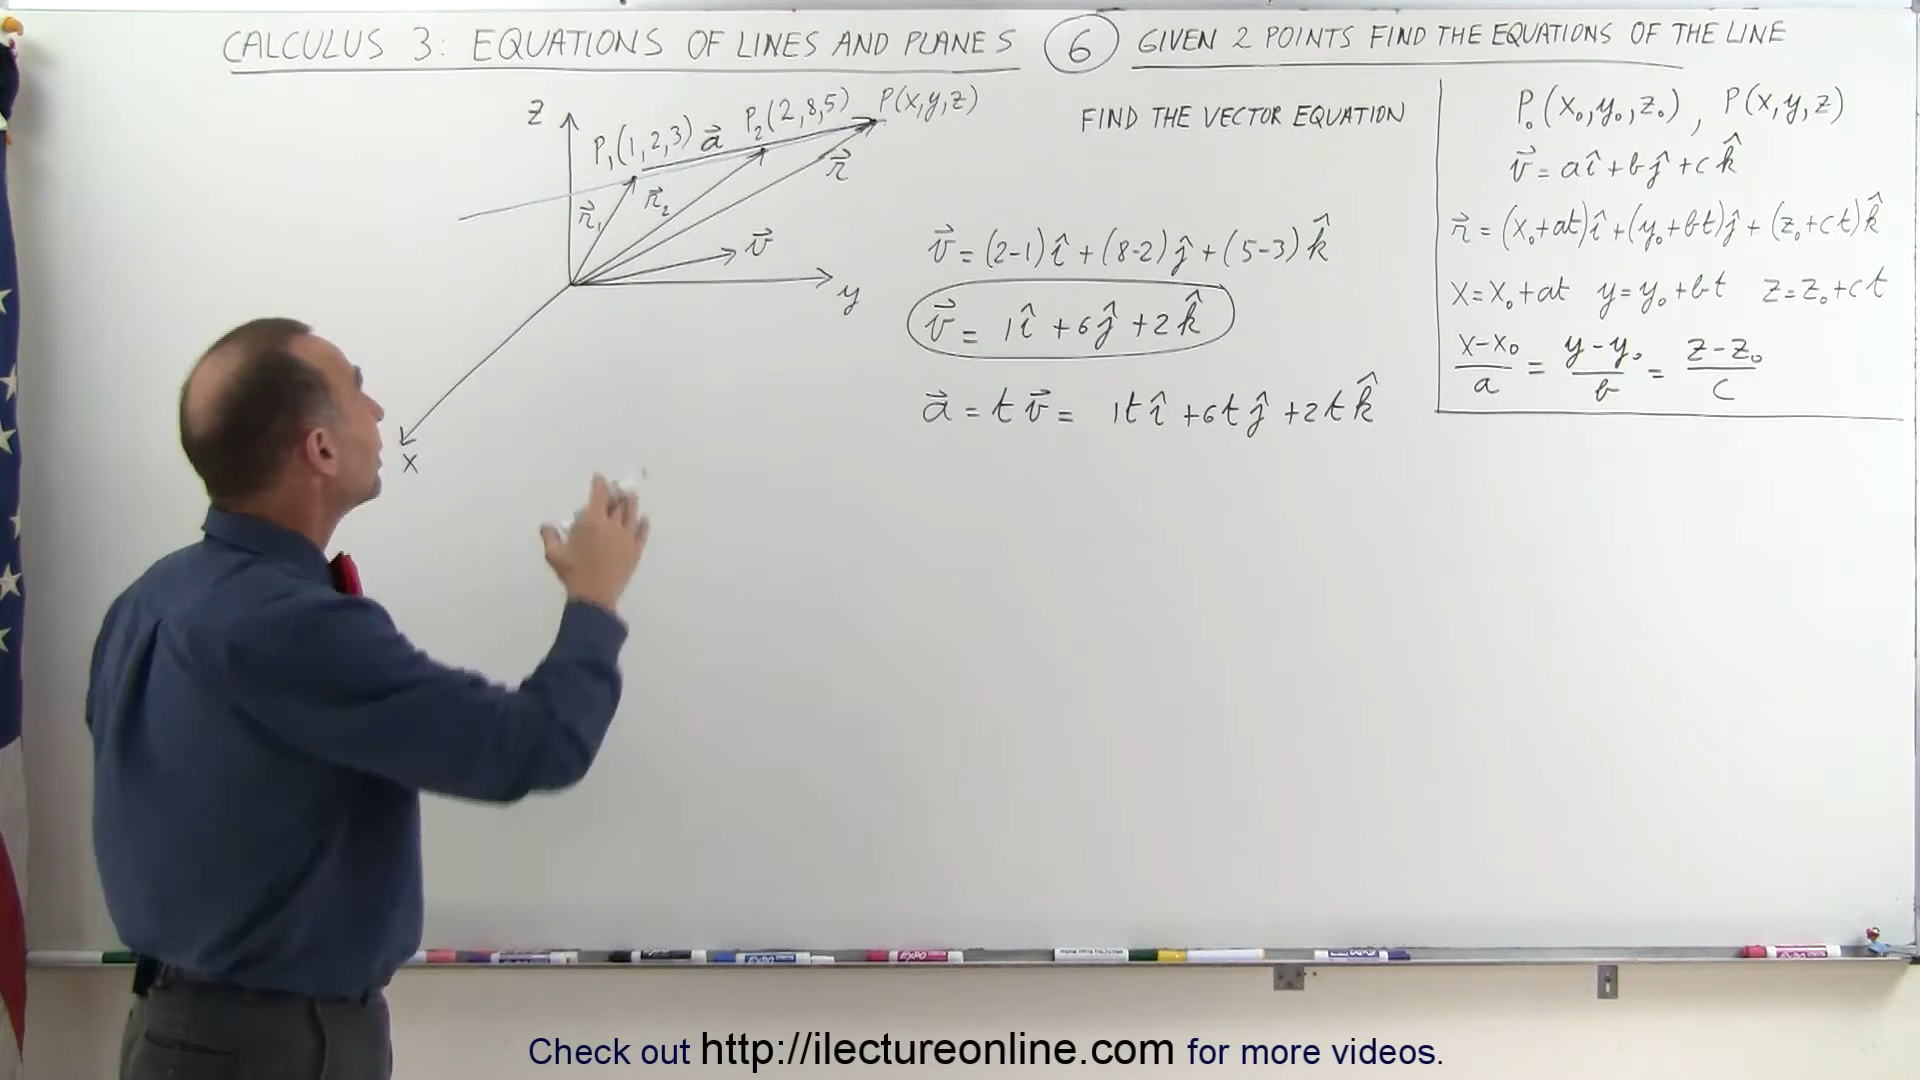 CALCULUS 3: EQUATIONS OF LINES AND PLANES ⑥ GIVEN 2 POINTS FIND THE EQUATIONS OF THE LINE
z
P₁(1,2,3)
a⃗
P₂(2,8,5)
P(x,y,z)
r⃗₁
r⃗₂
r⃗
v⃗
y
x
FIND THE VECTOR EQUATION
v⃗ = (2-1)î + (8-2)ĵ + (5-3)k̂
v⃗ = 1î + 6ĵ + 2k̂
a⃗ = t v⃗ = 1tî + 6tĵ + 2tk̂
P₀(x₀,y₀,z₀), P(x,y,z)
v⃗ = aî + bĵ + ck̂
r⃗ = (x₀+at)î + (y₀+bt)ĵ + (z₀+ct)k̂
x = x₀+at y = y₀+bt z = z₀+ct
(x-x₀)/a = (y-y₀)/b = (z-z₀)/c
Check out http://ilectureonline.com for more videos.